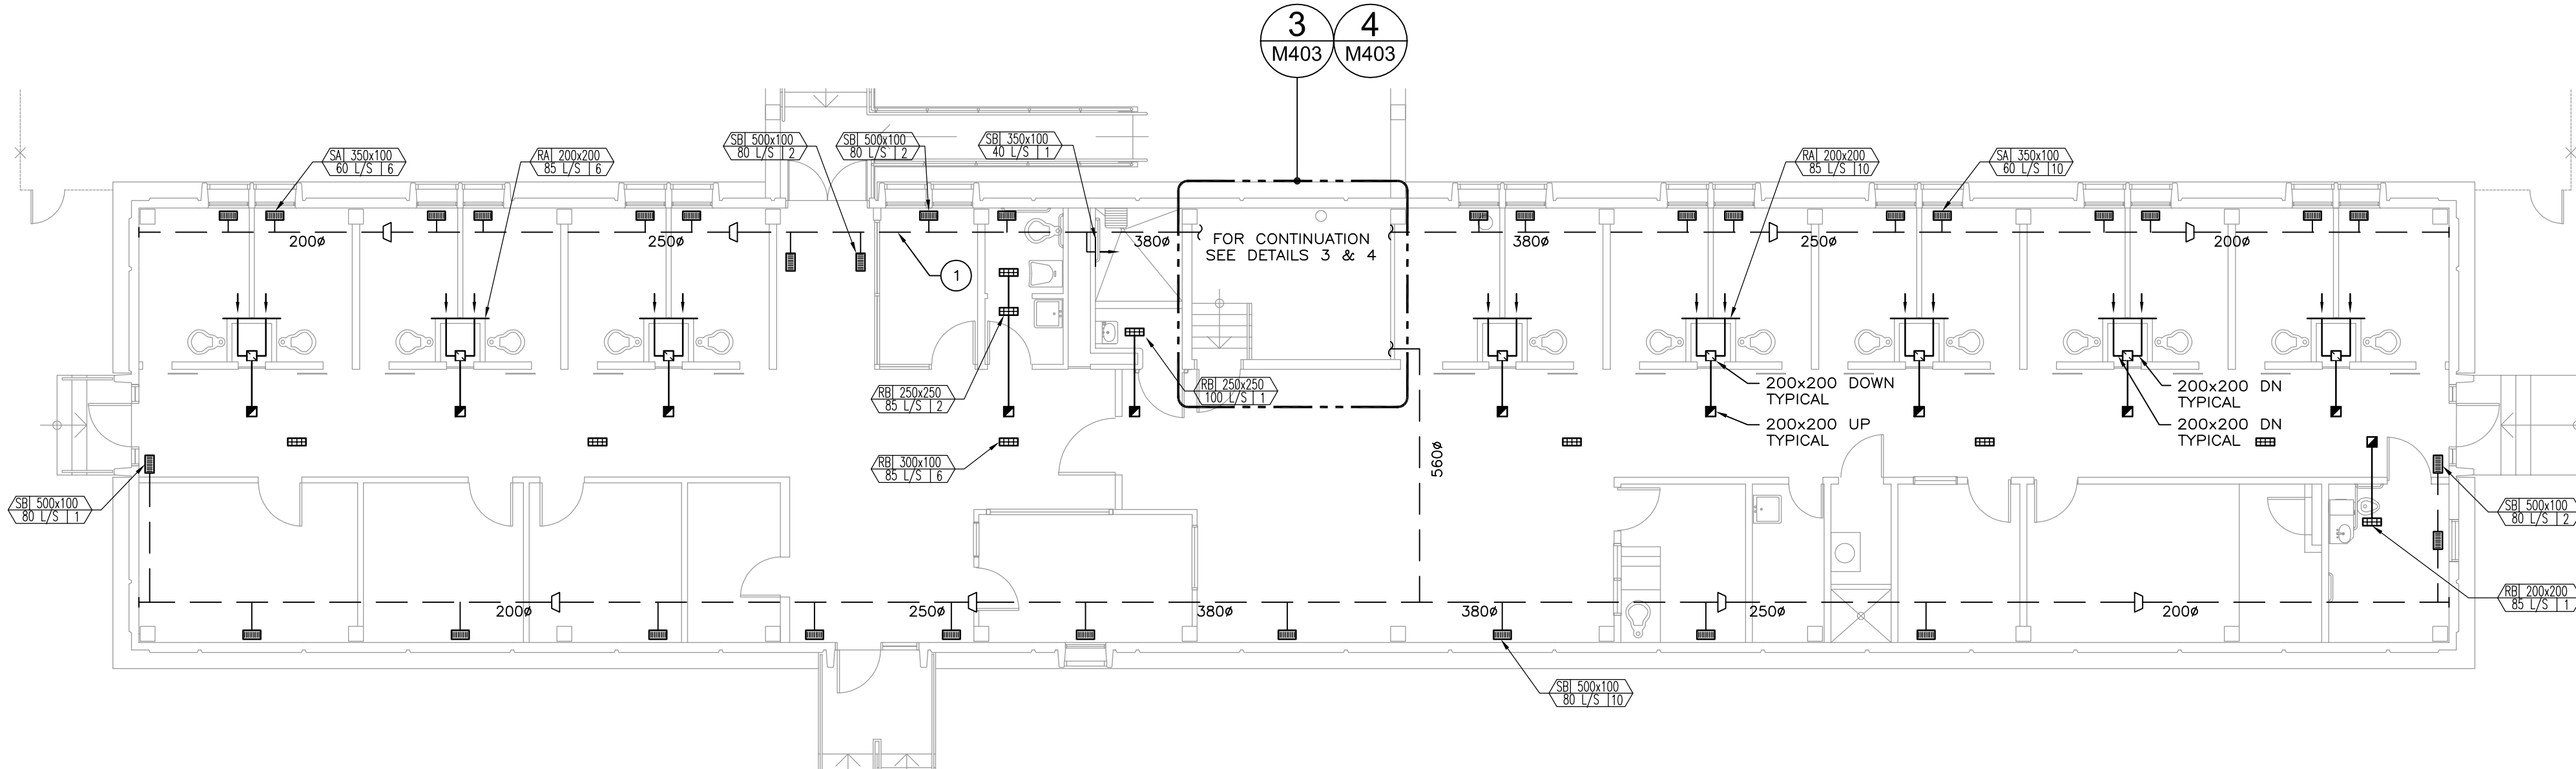 3 4
M403 M403
SB 500x100
80 L/S 2
SB 500x100
80 L/S 2
SB 350x100
40 L/S 1
SA 350x100
60 L/S 6
RA 200x200
85 L/S 6
RA 200x200
85 L/S 10
SA 350x100
60 L/S 10
200ø
250ø
380ø
FOR CONTINUATION
SEE DETAILS 3 & 4
380ø
250ø
200ø
1
RB 250x250
85 L/S 2
RB 250x250
100 L/S 1
200x200 DOWN
TYPICAL
200x200 DN
TYPICAL
200x200 UP
TYPICAL
200x200 DN
TYPICAL
RB 300x100
85 L/S 6
560ø
SB 500x100
80 L/S 1
SB 500x100
80 L/S 2
RB 200x200
85 L/S 1
200ø
250ø
380ø
380ø
250ø
200ø
SB 500x100
80 L/S 10